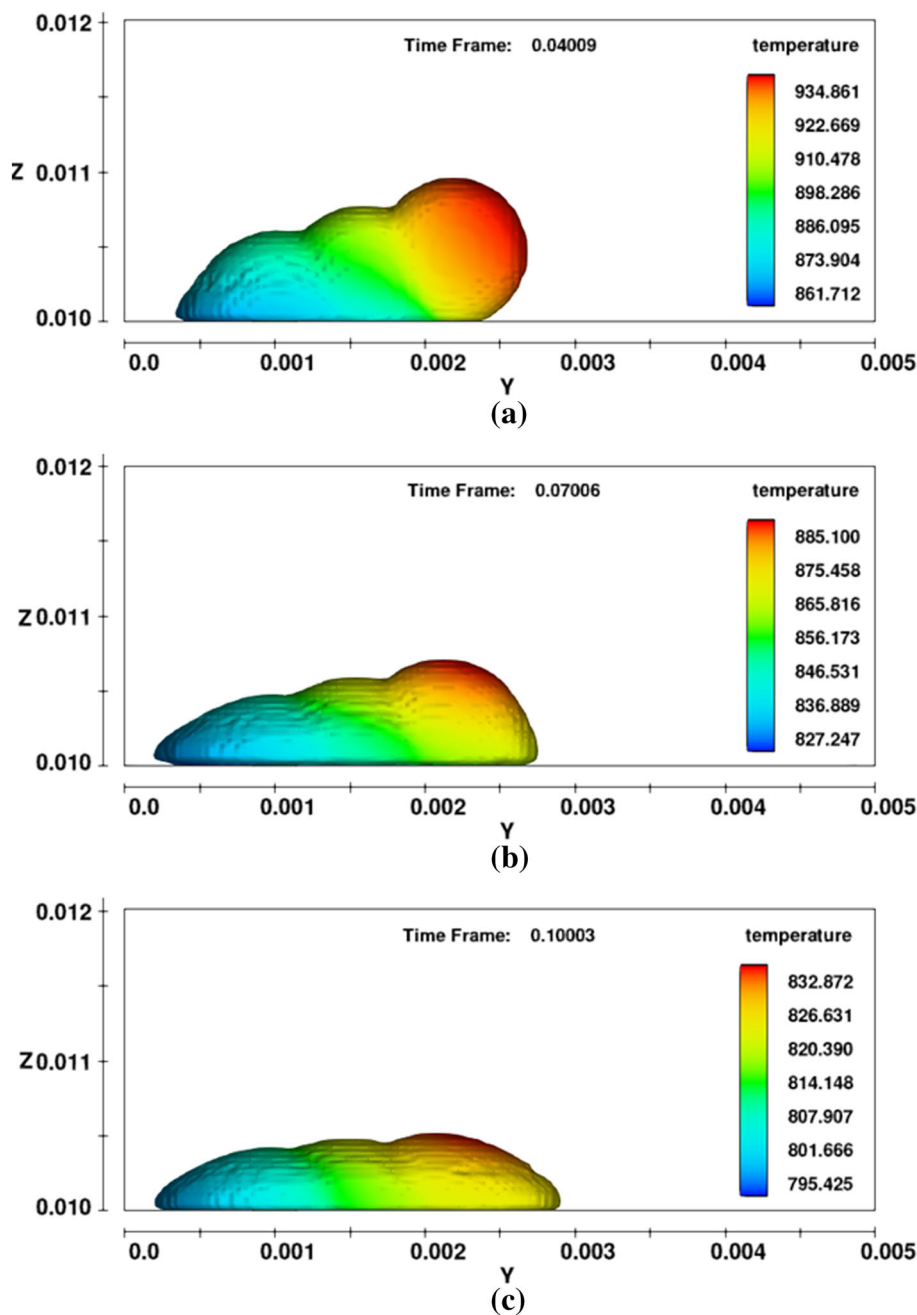 0.012
Time Frame: 0.04009
temperature
934.861
922.669
910.478
898.286
886.095
873.904
861.712
Z 0.011
0.010
0.0 0.001 0.002 0.003 0.004 0.005
Y
(a)
0.012
Time Frame: 0.07006
temperature
885.100
875.458
865.816
856.173
846.531
836.889
827.247
Z 0.011
0.010
0.0 0.001 0.002 0.003 0.004 0.005
Y
(b)
0.012
Time Frame: 0.10003
temperature
832.872
826.631
820.390
814.148
807.907
801.666
795.425
Z 0.011
0.010
0.0 0.001 0.002 0.003 0.004 0.005
Y
(c)